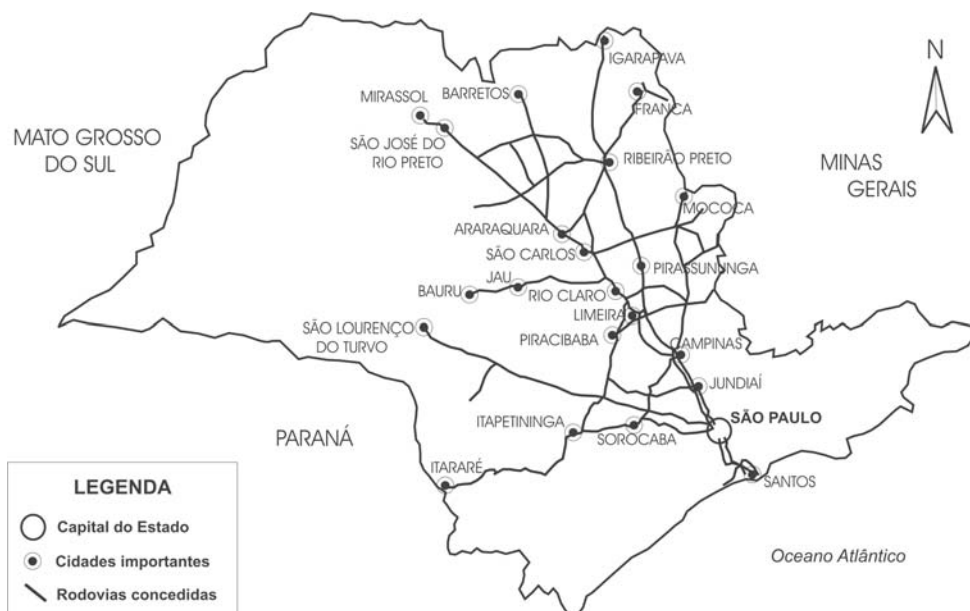 IGARAPAVA
N
MIRASSOL
BARRETOS
FRANCA
MATO GROSSO
DO SUL
SÃO JOSÉ DO
RIO PRETO
RIBEIRÃO PRETO
MINAS
GERAIS
MOCOCA
ARARAQUARA
SÃO CARLOS
PIRASSUNUNGA
JAU
BAURU
RIO CLARO
LIMEIRA
SÃO LOURENÇO
DO TURVO
PIRACIBABA
CAMPINAS
JUNDIAÍ
SÃO PAULO
ITAPETININGA
SOROCABA
PARANÁ
ITARARÉ
SANTOS
LEGENDA
Capital do Estado
Cidades importantes
Rodovias concedidas
Oceano Atlântico